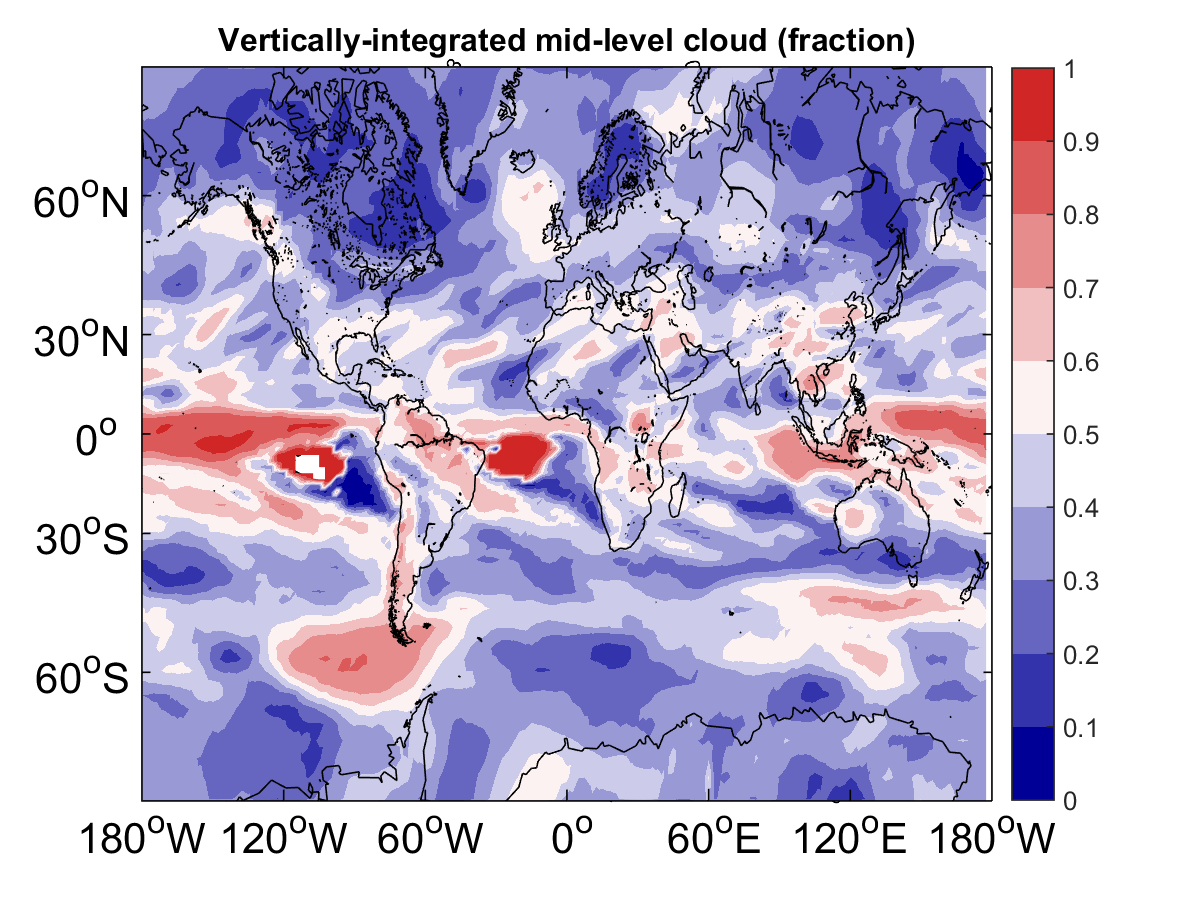 Vertically-integrated mid-level cloud (fraction)
60°N
30°N
0°
30°S
60°S
180°W 120°W 60°W 0° 60°E 120°E 180°W
1
0.9
0.8
0.7
0.6
0.5
0.4
0.3
0.2
0.1
0